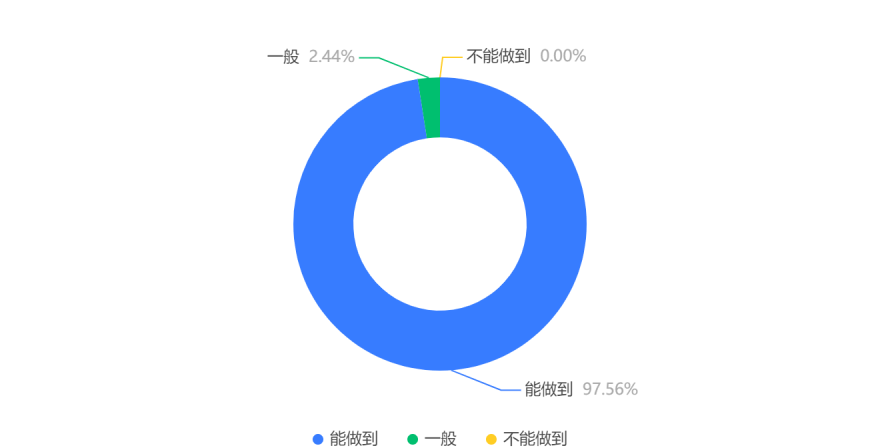 一般 2.44%
不能做到 0.00%
能做到 97.56%
能做到 一般 不能做到